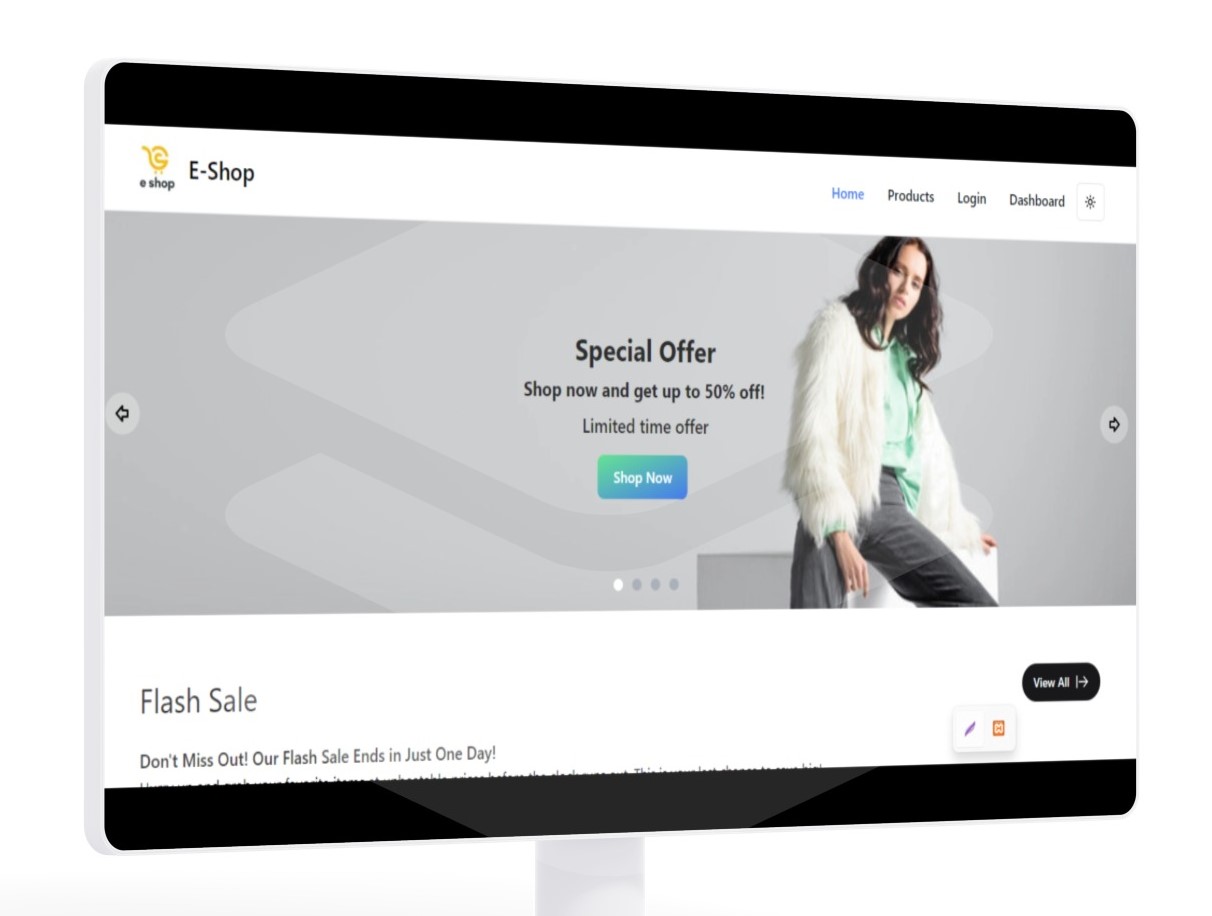 e shop
E-Shop
Home Products Login Dashboard
Special Offer
Shop now and get up to 50% off!
Limited time offer
Shop Now
Flash Sale
View All
Don't Miss Out! Our Flash Sale Ends in Just One Day!